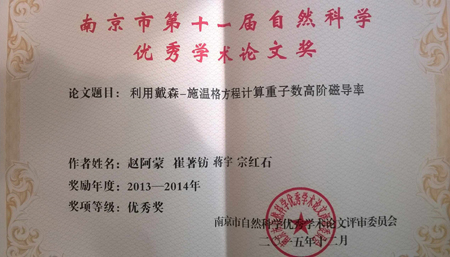 南京市第十一届自然科学
优秀学术论文奖
论文题目：利用戴森-施温格方程计算重子数高阶磁导率
作者姓名：赵阿蒙 崔著钫 蒋宇 宗红石
奖励年度：2013—2014年
奖项等级：优秀奖
南京市自然科学优秀学术论文评审委员会
二〇一五年十二月